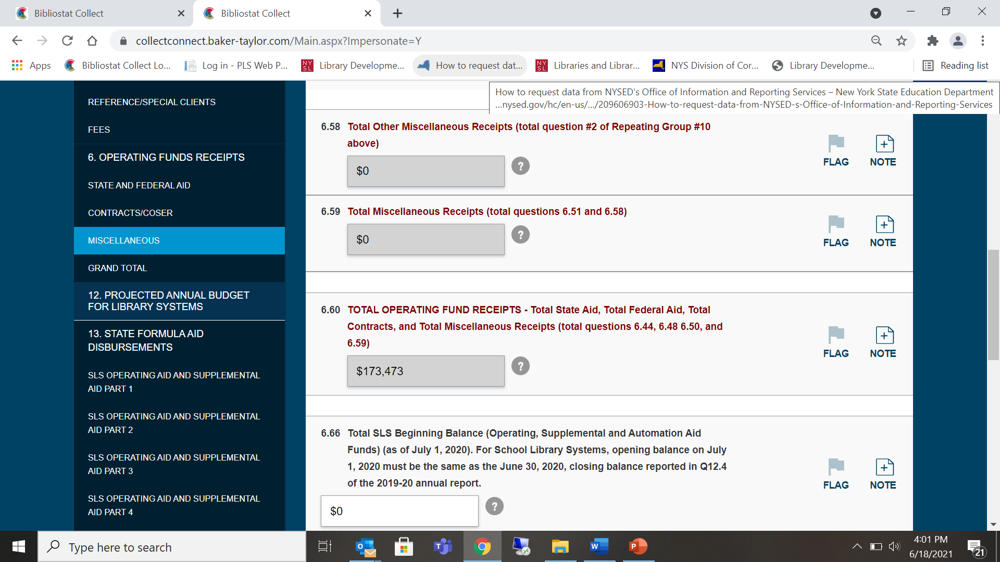 Bibliostat Collect
Bibliostat Collect
collectconnect.baker-taylor.com/Main.aspx?Impersonate=Y
Apps
Bibliostat Collect Lo...
Log in - PLS Web P...
NY SL
Library Developme...
How to request dat...
NY SL
Libraries and Librar...
NYS Division of Cor...
Library Developme...
Reading list
How to request data from NYSED's Office of Information and Reporting Services – New York State Education Department
...nysed.gov/hc/en-us/.../209606903-How-to-request-data-from-NYSED-s-Office-of-Information-and-Reporting-Services
REFERENCE/SPECIAL CLIENTS
FEES
6. OPERATING FUNDS RECEIPTS
STATE AND FEDERAL AID
CONTRACTS/COSER
MISCELLANEOUS
GRAND TOTAL
12. PROJECTED ANNUAL BUDGET
FOR LIBRARY SYSTEMS
13. STATE FORMULA AID
DISBURSEMENTS
SLS OPERATING AID AND SUPPLEMENTAL
AID PART 1
SLS OPERATING AID AND SUPPLEMENTAL
AID PART 2
SLS OPERATING AID AND SUPPLEMENTAL
AID PART 3
SLS OPERATING AID AND SUPPLEMENTAL
AID PART 4
6.58 Total Other Miscellaneous Receipts (total question #2 of Repeating Group #10
above)
$0
?
FLAG
NOTE
6.59 Total Miscellaneous Receipts (total questions 6.51 and 6.58)
$0
?
FLAG
NOTE
6.60 TOTAL OPERATING FUND RECEIPTS - Total State Aid, Total Federal Aid, Total
Contracts, and Total Miscellaneous Receipts (total questions 6.44, 6.48 6.50, and
6.59)
$173,473
?
FLAG
NOTE
6.66 Total SLS Beginning Balance (Operating, Supplemental and Automation Aid
Funds) (as of July 1, 2020). For School Library Systems, opening balance on July
1, 2020 must be the same as the June 30, 2020, closing balance reported in Q12.4
of the 2019-20 annual report.
$0
?
FLAG
NOTE
Type here to search
4:01 PM
6/18/2021
21